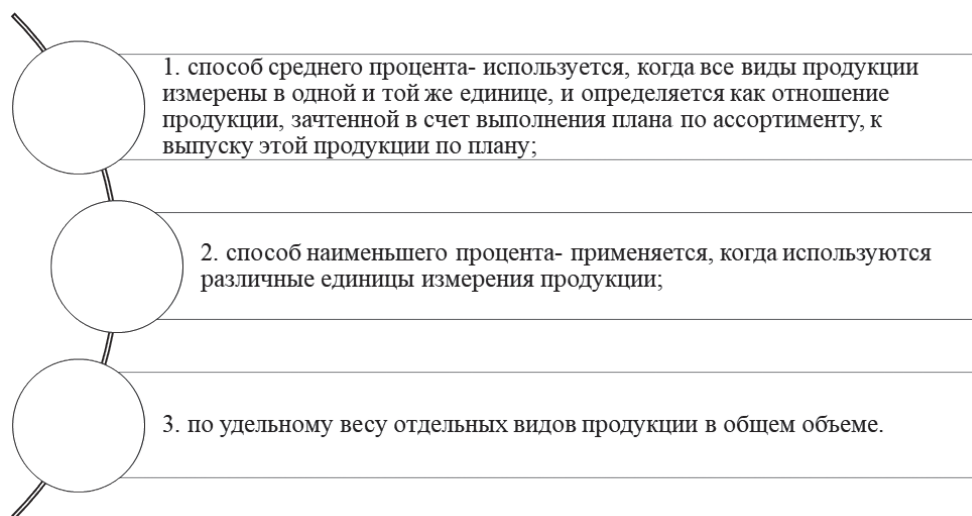 1. способ среднего процента- используется, когда все виды продукции
измерены в одной и той же единице, и определяется как отношение
продукции, зачтенной в счет выполнения плана по ассортименту, к
выпуску этой продукции по плану;
2. способ наименьшего процента- применяется, когда используются
различные единицы измерения продукции;
3. по удельному весу отдельных видов продукции в общем объеме.